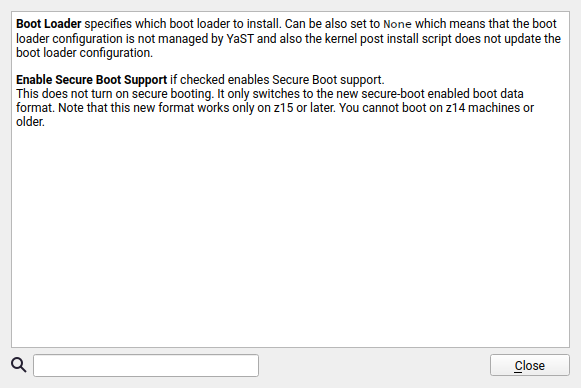 Boot Loader specifies which boot loader to install. Can be also set to None which means that the boot
loader configuration is not managed by YaST and also the kernel post install script does not update the
boot loader configuration.
Enable Secure Boot Support if checked enables Secure Boot support.
This does not turn on secure booting. It only switches to the new secure-boot enabled boot data
format. Note that this new format works only on z15 or later. You cannot boot on z14 machines or
older.
Close